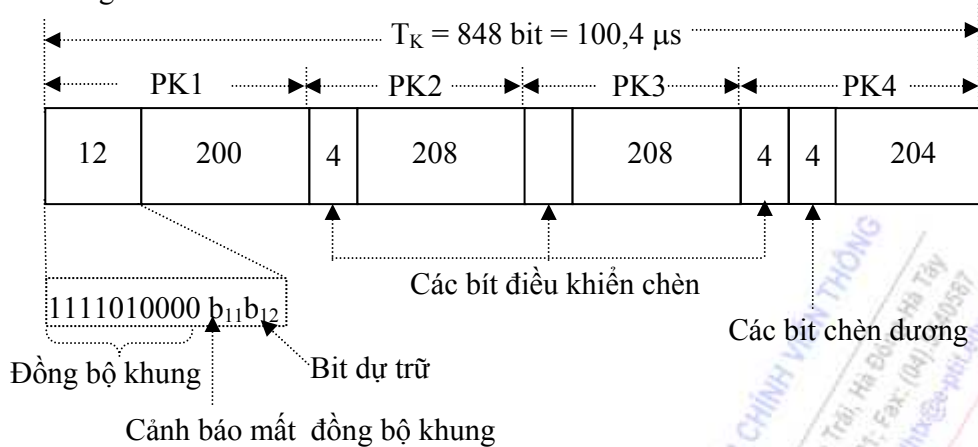 T_K = 848 bit = 100,4 μs
PK1 PK2 PK3 PK4
12 200 4 208 208 4 4 204
Các bít điều khiển chèn
1111010000 b₁₁b₁₂
Các bit chèn dương
Đồng bộ khung
Bit dự trữ
Cảnh báo mất đồng bộ khung